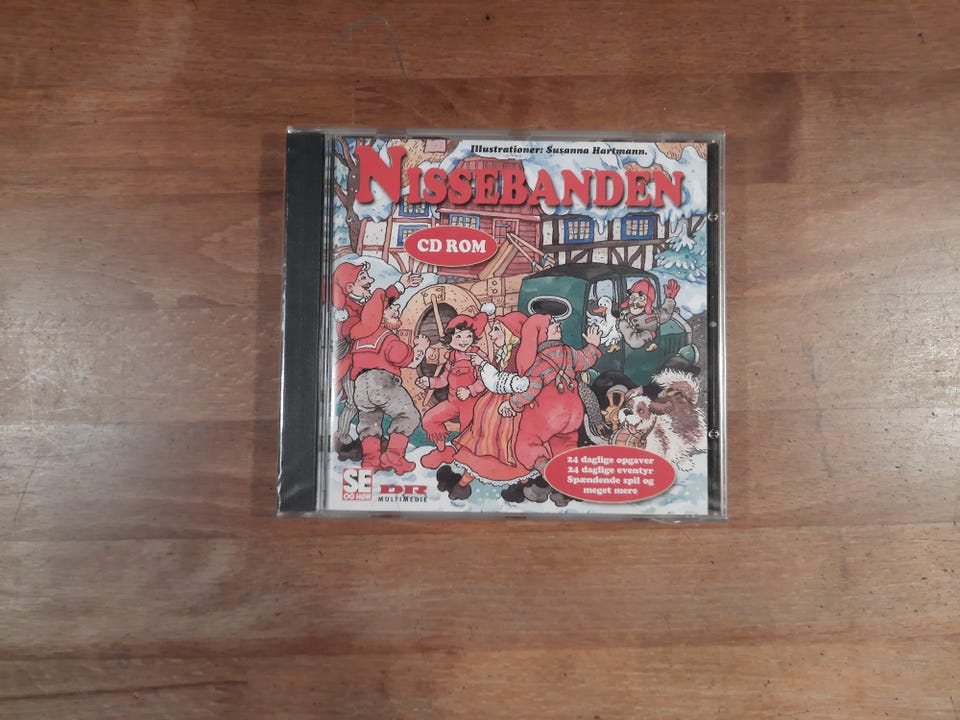 Illustrationer: Susanna Hartmann.
NISSEBANDEN
CD ROM
24 daglige opgaver
24 daglige eventyr
Spændende spil og
meget mere
SE
OG HØR
DR
MULTIMEDIE